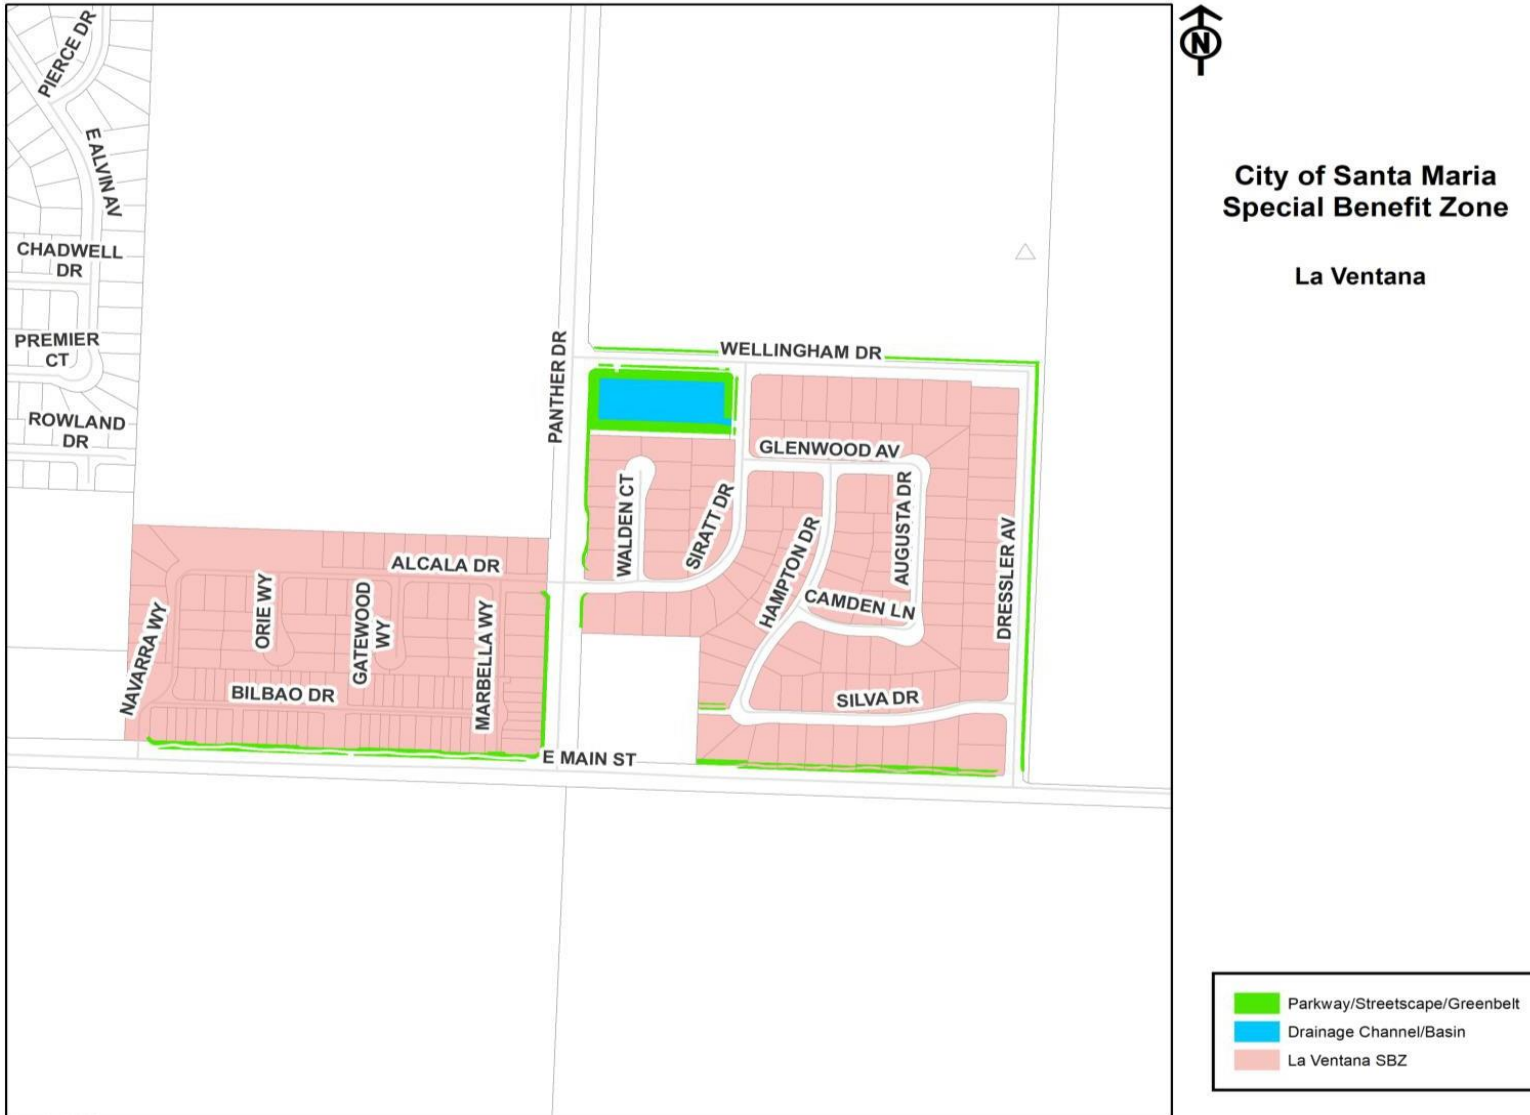 PIERCE DR
E ALVIN AV
CHADWELL
DR
PREMIER
CT
ROWLAND
DR
PANTHER DR
WELLINGHAM DR
GLENWOOD AV
WALDEN CT
SIRATT DR
HAMPTON DR
AUGUSTA DR
CAMDEN LN
DRESSLER AV
ALCALA DR
NAVARRA WY
ORIE WY
GATEWOOD
WY
MARBELLA WY
BILBAO DR
SILVA DR
E MAIN ST
N
City of Santa Maria
Special Benefit Zone
La Ventana
Parkway/Streetscape/Greenbelt
Drainage Channel/Basin
La Ventana SBZ